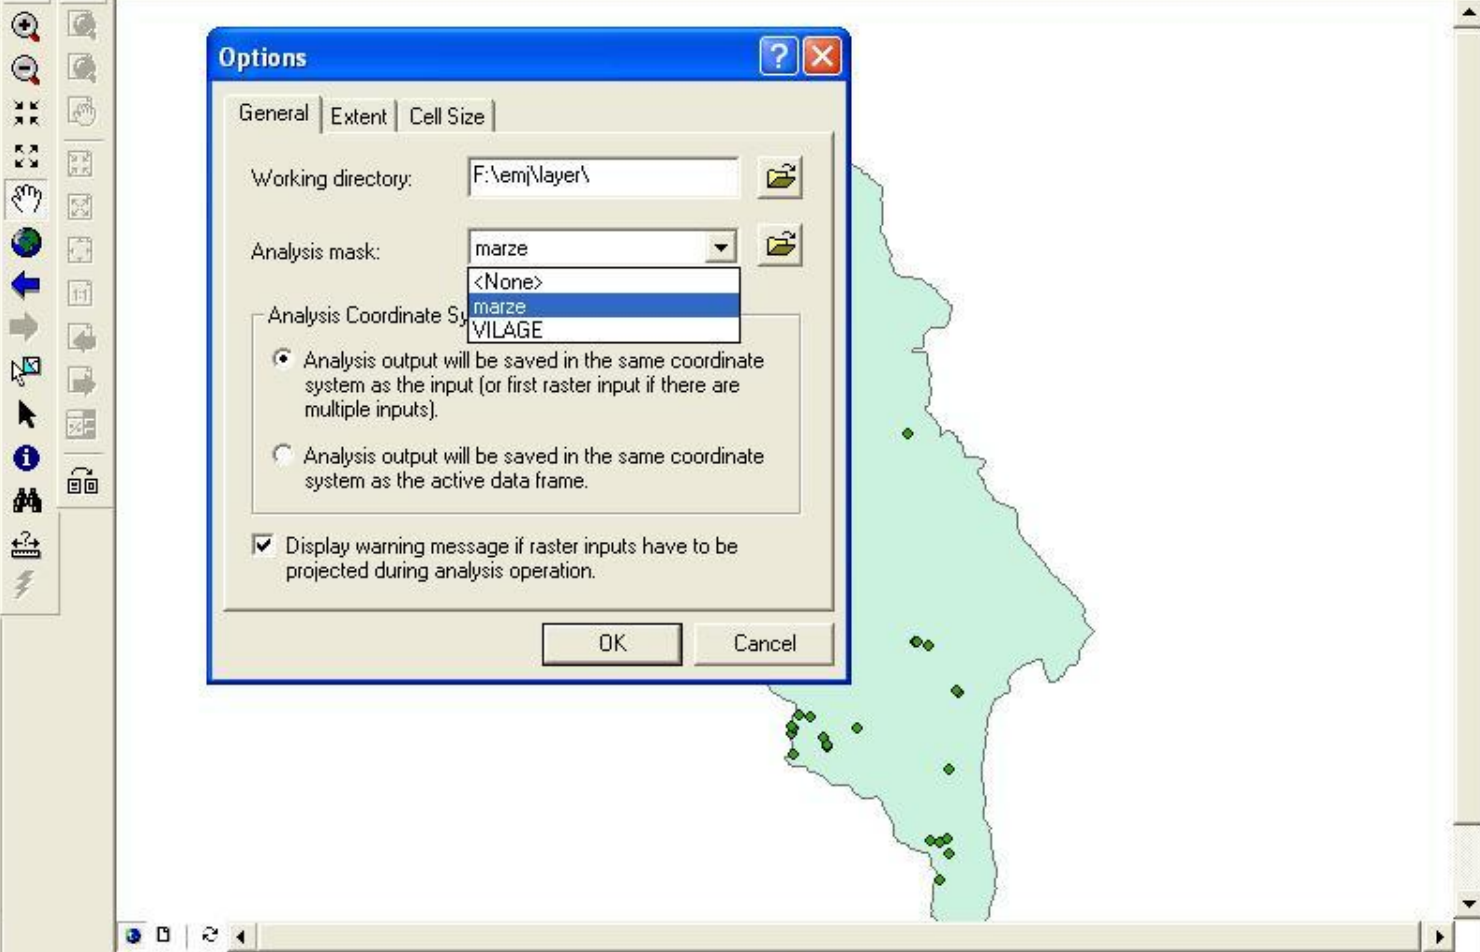 Options
General Extent Cell Size
Working directory: F:\emj\layer\
Analysis mask: marze
<None>
marze
VILAGE
Analysis Coordinate Sy
Analysis output will be saved in the same coordinate
system as the input (or first raster input if there are
multiple inputs).
Analysis output will be saved in the same coordinate
system as the active data frame.
Display warning message if raster inputs have to be
projected during analysis operation.
OK Cancel
1:1